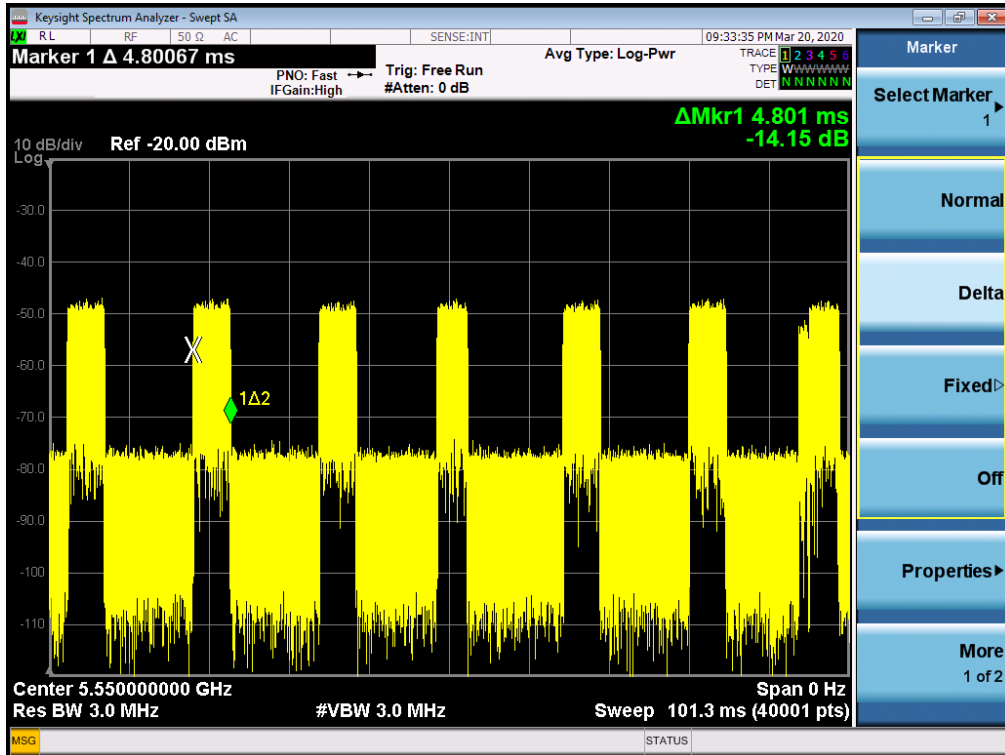 Keysight Spectrum Analyzer - Swept SA
LXI RL RF 50 Ω AC SENSE:INT 09:33:35 PM Mar 20, 2020
Marker 1 Δ 4.80067 ms
PNO: Fast
IFGain:High
Trig: Free Run
#Atten: 0 dB
Avg Type: Log-Pwr
TRACE 1 2 3 4 5 6
TYPE WWWWWW
DET N N N N N N
ΔMkr1 4.801 ms
-14.15 dB
10 dB/div Ref -20.00 dBm
Log
-30.0
-40.0
-50.0
-60.0
-70.0
-80.0
-90.0
-100
-110
X
1Δ2
Center 5.550000000 GHz Span 0 Hz
Res BW 3.0 MHz #VBW 3.0 MHz Sweep 101.3 ms (40001 pts)
MSG STATUS
Marker
Select Marker
1
Normal
Delta
Fixed
Off
Properties
More
1 of 2